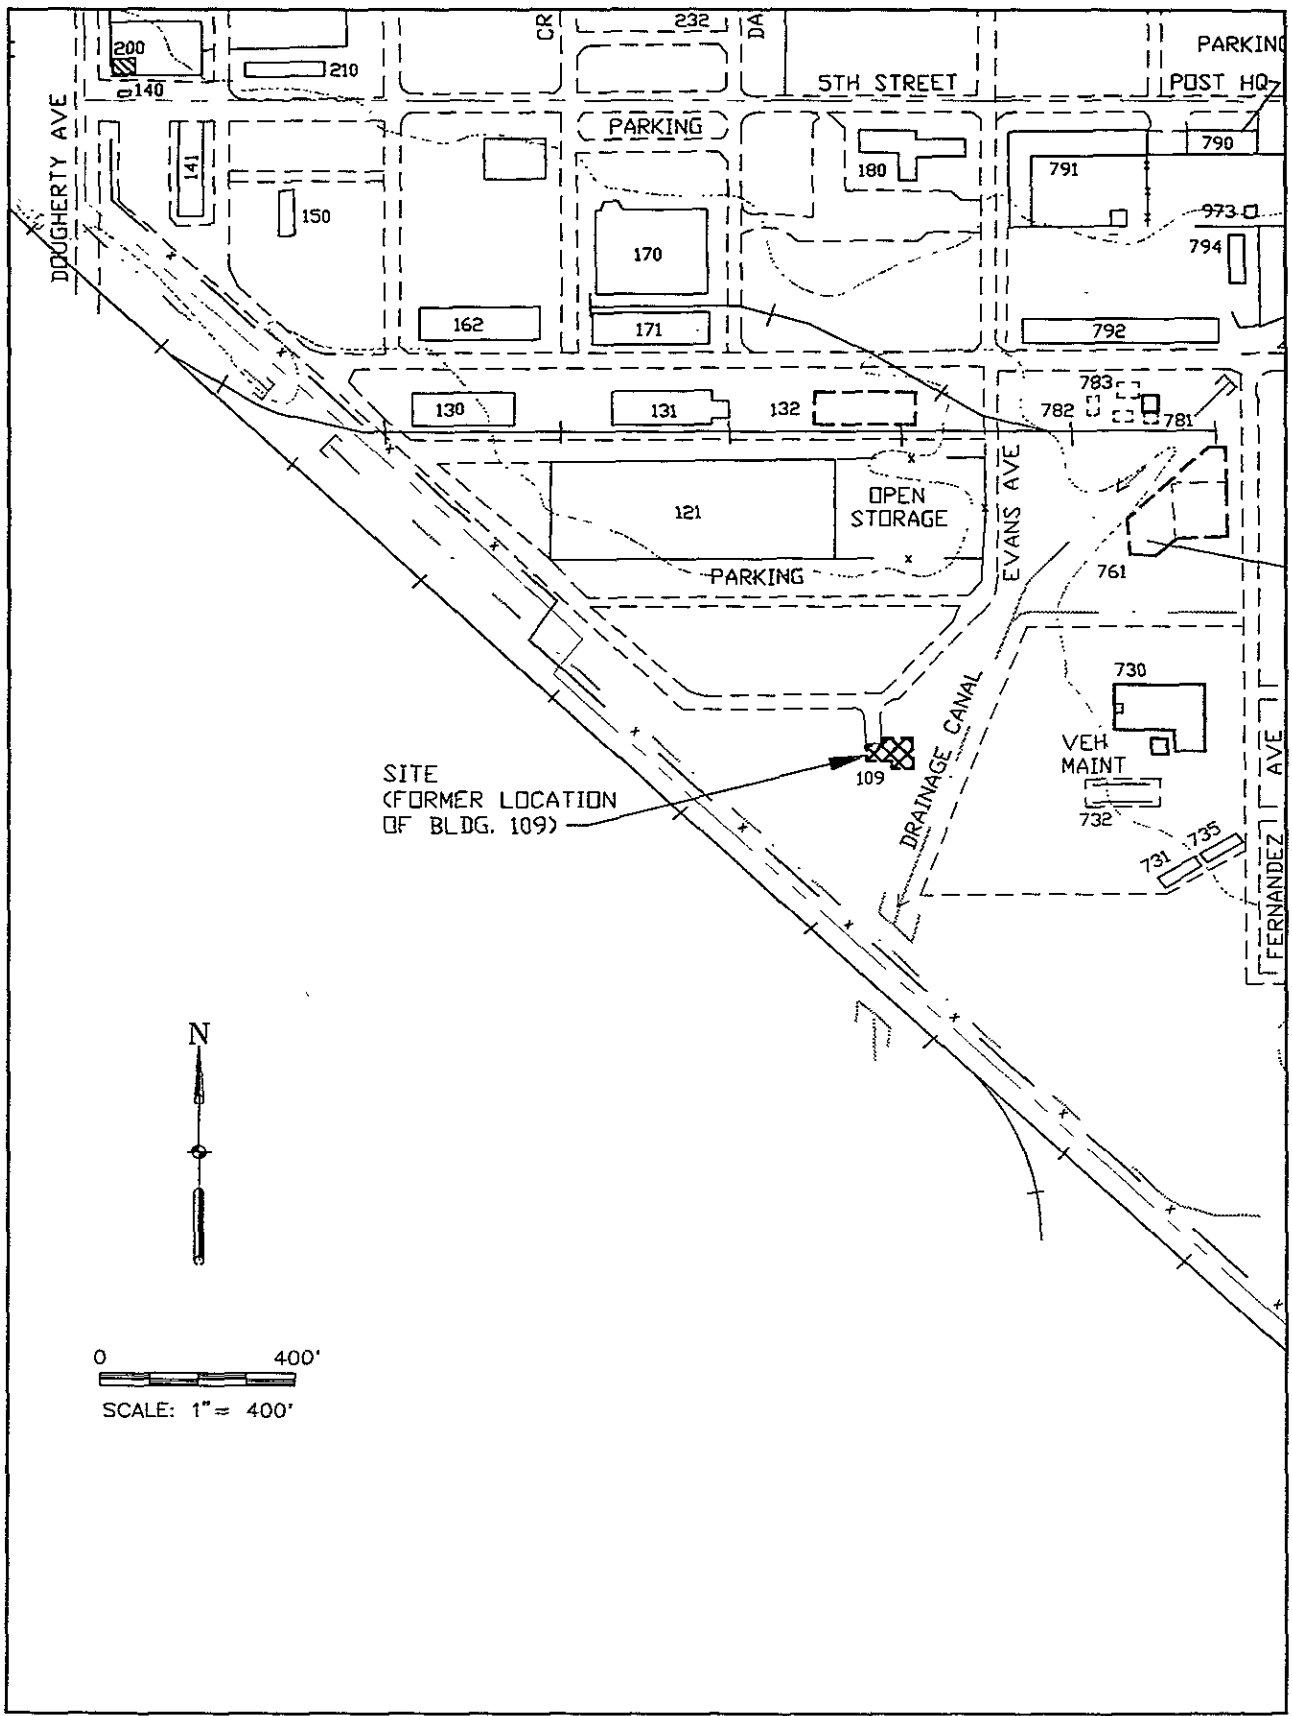 232
CR
DA
PARKING
200
210
140
5TH STREET
POST HQ
DOUGHERTY AVE
PARKING
141
180
791
790
150
973
794
170
162
171
792
130
131
132
783
782
781
121
OPEN
STORAGE
EVANS AVE
761
PARKING
730
DRAINAGE CANAL
VEH
MAINT
109
732
SITE
(FORMER LOCATION
OF BLDG. 109)
731
735
FERNANDEZ AVE
N
0 400'
SCALE: 1"= 400'